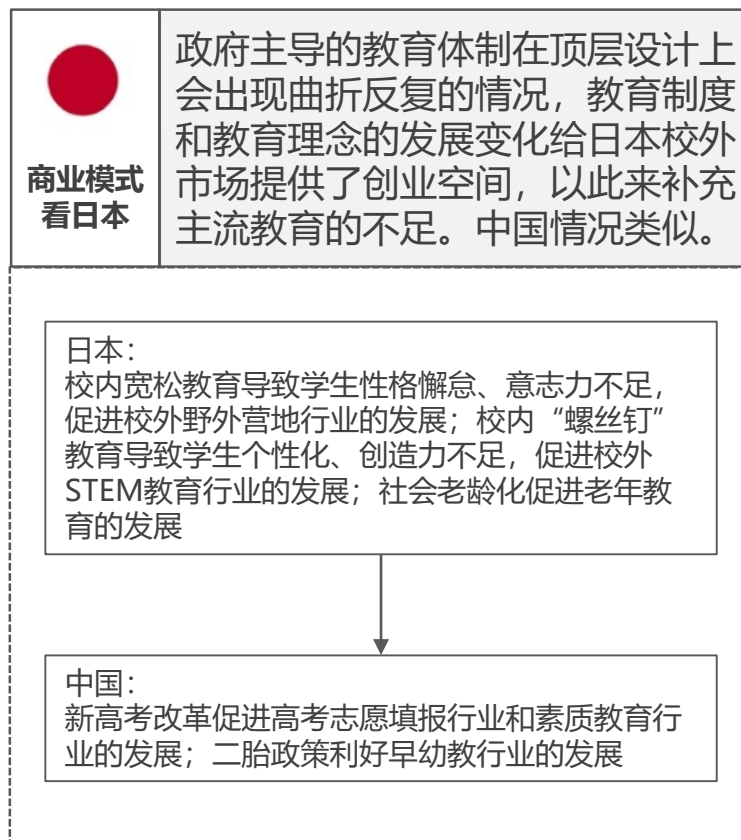 商业模式
看日本
政府主导的教育体制在顶层设计上
会出现曲折反复的情况，教育制度
和教育理念的发展变化给日本校外
市场提供了创业空间，以此来补充
主流教育的不足。中国情况类似。
日本：
校内宽松教育导致学生性格懈怠、意志力不足，
促进校外野外营地行业的发展；校内“螺丝钉”
教育导致学生个性化、创造力不足，促进校外
STEM教育行业的发展；社会老龄化促进老年教
育的发展
中国：
新高考改革促进高考志愿填报行业和素质教育行
业的发展；二胎政策利好早幼教行业的发展